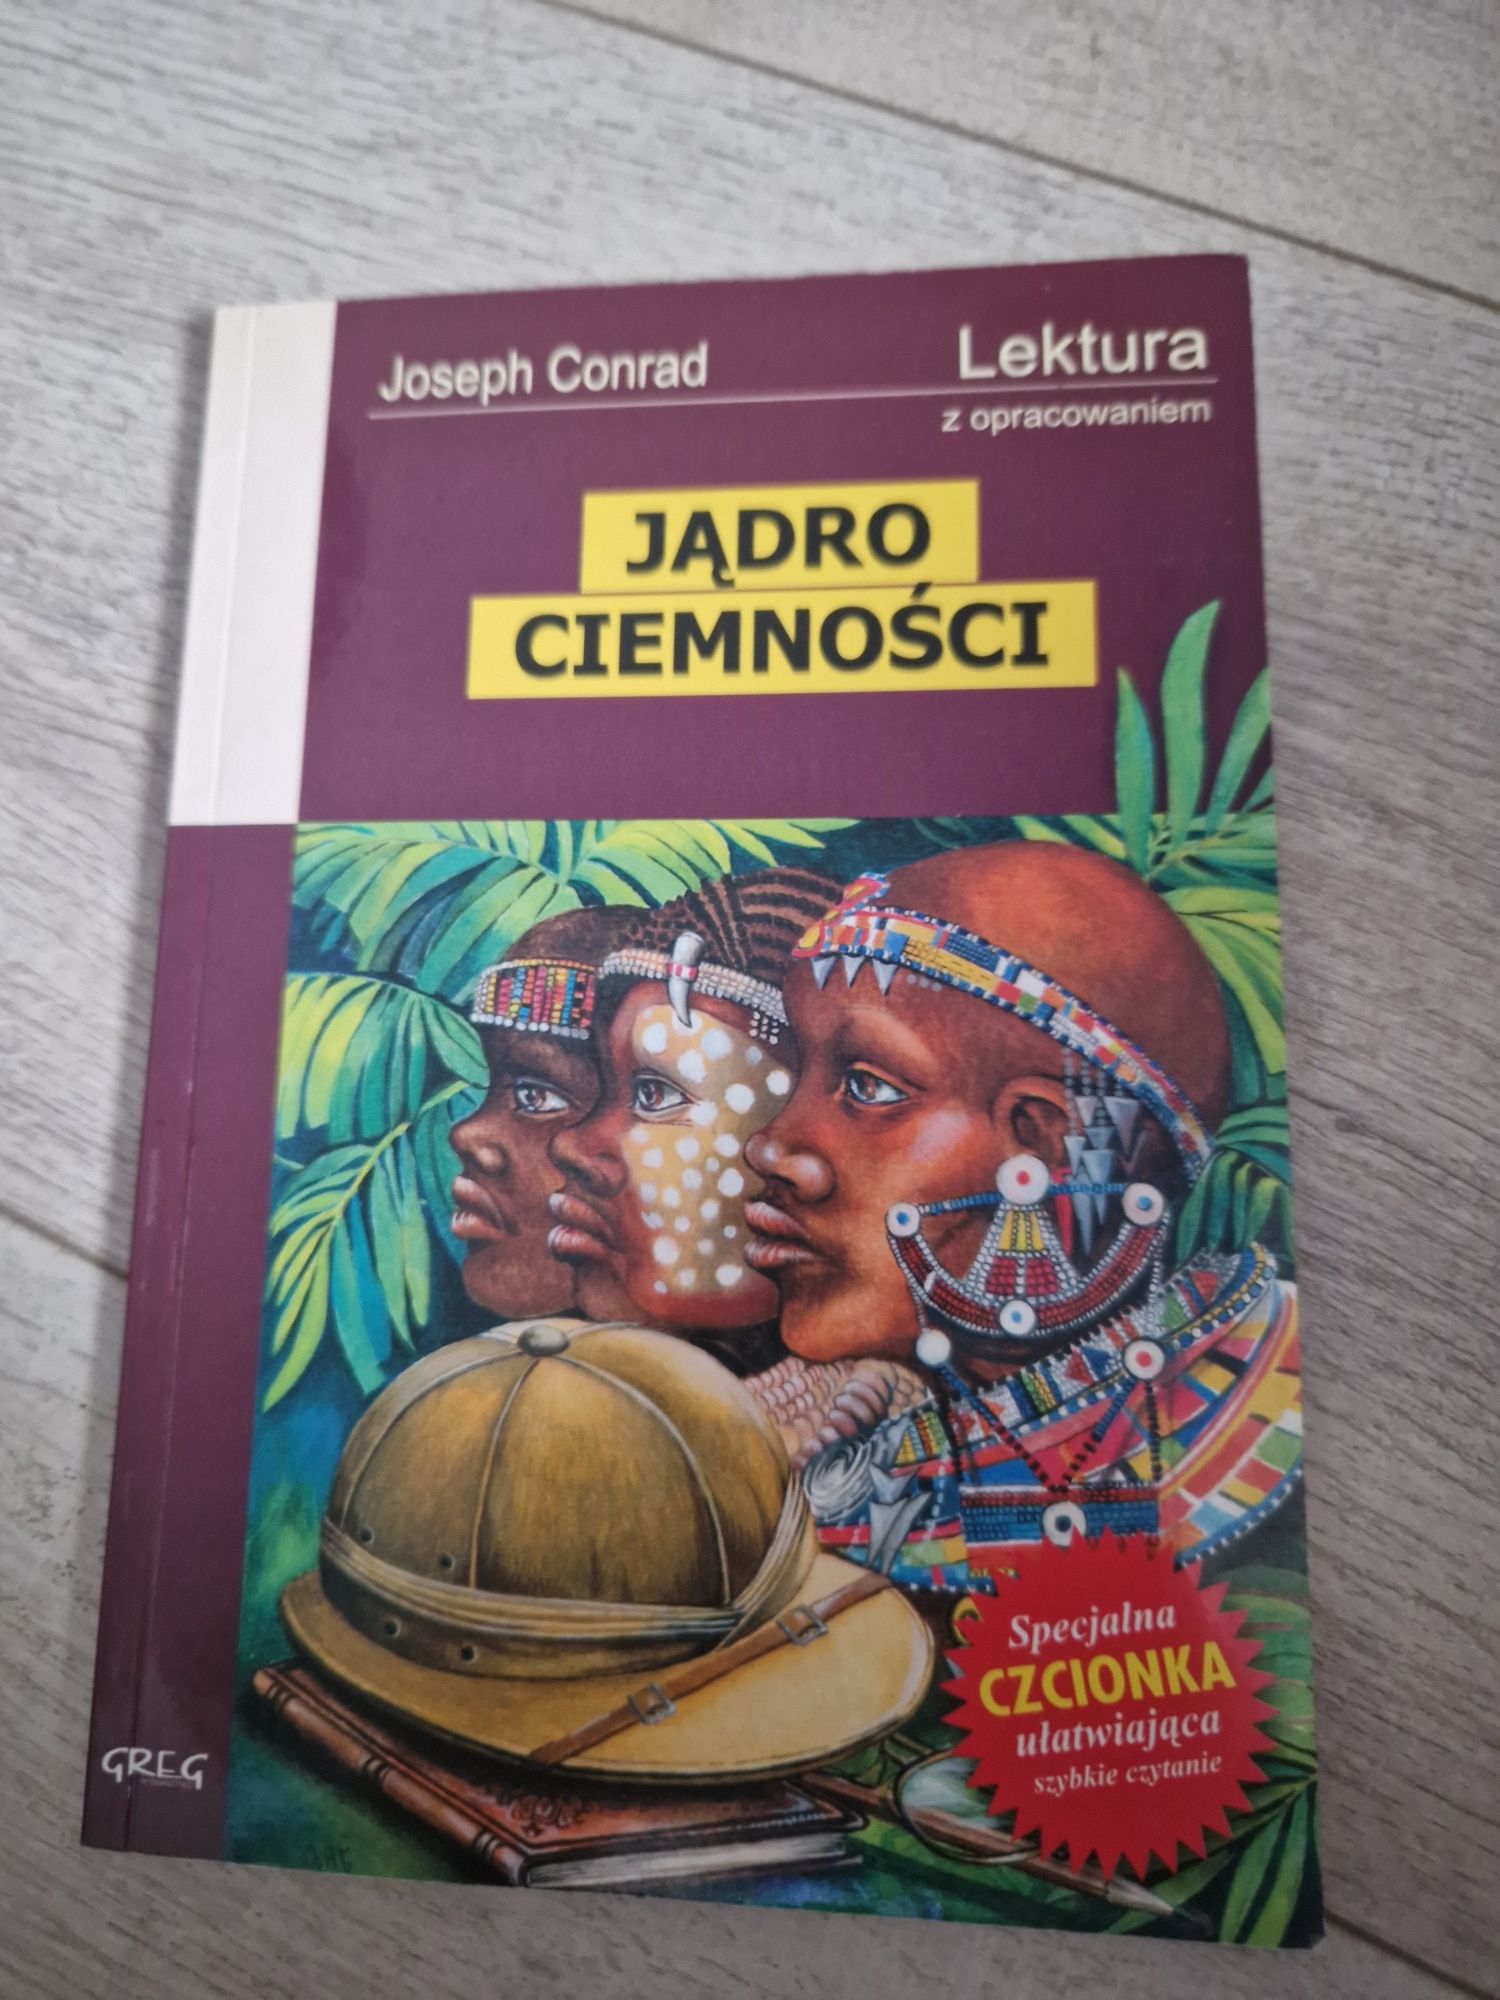 Joseph Conrad
Lektura
z opracowaniem
JĄDRO
CIEMNOŚCI
Specjalna
CZCIONKA
ułatwiająca
szybkie czytanie
GREG